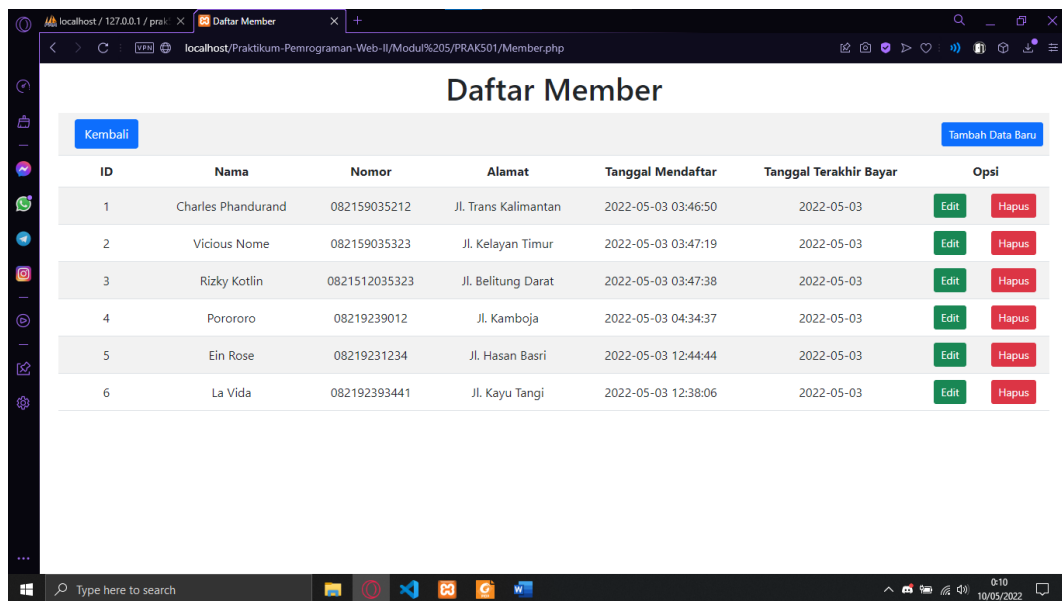 localhost / 127.0.0.1 / prak
Daftar Member
VPN localhost/Praktikum-Pemrograman-Web-II/Modul%205/PRAK501/Member.php
Daftar Member
Kembali Tambah Data Baru
ID Nama Nomor Alamat Tanggal Mendaftar Tanggal Terakhir Bayar Opsi
1 Charles Phandurand 082159035212 Jl. Trans Kalimantan 2022-05-03 03:46:50 2022-05-03 Edit Hapus
2 Vicious Nome 082159035323 Jl. Kelayan Timur 2022-05-03 03:47:19 2022-05-03 Edit Hapus
3 Rizky Kotlin 0821512035323 Jl. Belitung Darat 2022-05-03 03:47:38 2022-05-03 Edit Hapus
4 Porororo 08219239012 Jl. Kamboja 2022-05-03 04:34:37 2022-05-03 Edit Hapus
5 Ein Rose 08219231234 Jl. Hasan Basri 2022-05-03 12:44:44 2022-05-03 Edit Hapus
6 La Vida 082192393441 Jl. Kayu Tangi 2022-05-03 12:38:06 2022-05-03 Edit Hapus
Type here to search
0:10
10/05/2022